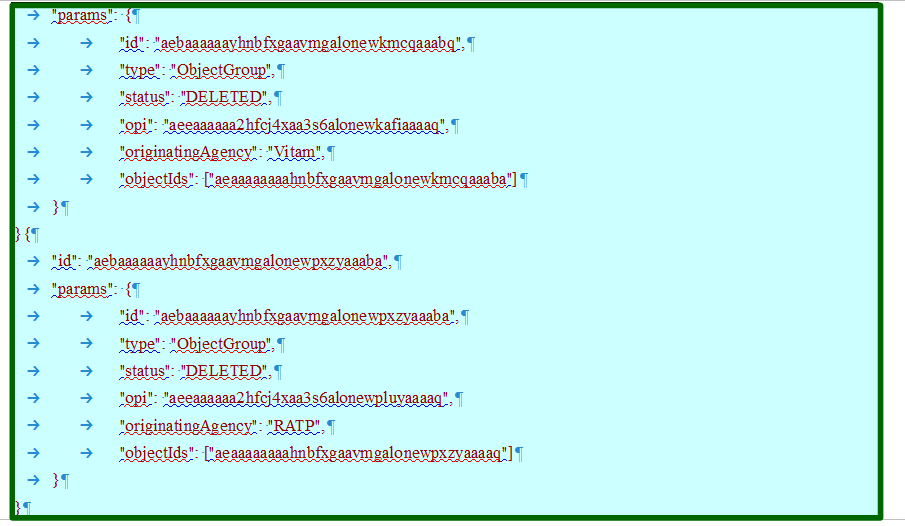 "params": {
"id": "aebaaaaaayhnbfxgaavmgalonewkmcqaaabq",
"type": "ObjectGroup",
"status": "DELETED",
"opi": "aeeaaaaaa2hfcj4xaa3s6alonewkafiaaaaq",
"originatingAgency": "Vitam",
"objectIds": ["aeaaaaaaaahnbfxgaavmgalonewkmcqaaaba"]
}
} {
"id": "aebaaaaaayhnbfxgaavmgalonewpxzyaaaba",
"params": {
"id": "aebaaaaaayhnbfxgaavmgalonewpxzyaaaba",
"type": "ObjectGroup",
"status": "DELETED",
"opi": "aeeaaaaaa2hfcj4xaa3s6alonewpluyaaaaq",
"originatingAgency": "RATP",
"objectIds": ["aeaaaaaaaahnbfxgaavmgalonewpxzyaaaaq"]
}
}